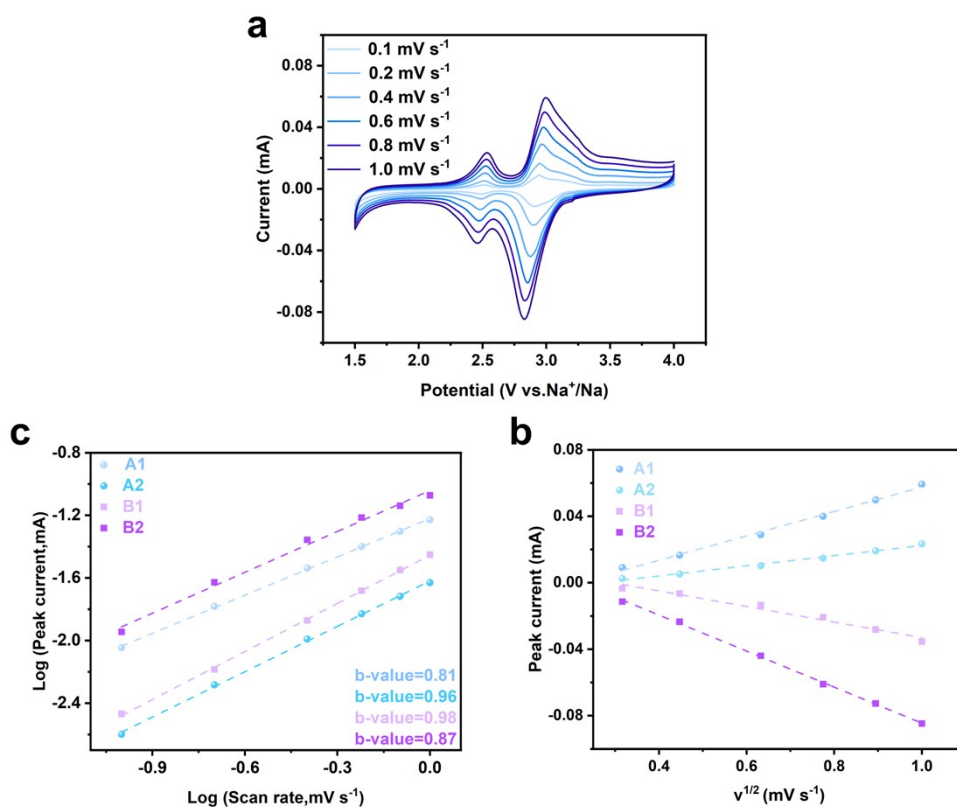 a
0.1 mV s⁻¹
0.2 mV s⁻¹
0.4 mV s⁻¹
0.6 mV s⁻¹
0.8 mV s⁻¹
1.0 mV s⁻¹
0.08
0.04
0.00
-0.04
-0.08
Current (mA)
1.5 2.0 2.5 3.0 3.5 4.0
Potential (V vs.Na⁺/Na)
c
A1
A2
B1
B2
-0.8
-1.2
-1.6
-2.0
-2.4
Log (Peak current,mA)
b-value=0.81
b-value=0.96
b-value=0.98
b-value=0.87
-0.9 -0.6 -0.3 0.0
Log (Scan rate,mV s⁻¹)
b
A1
A2
B1
B2
0.08
0.04
0.00
-0.04
-0.08
Peak current (mA)
0.4 0.6 0.8 1.0
v¹ᐟ² (mV s⁻¹)